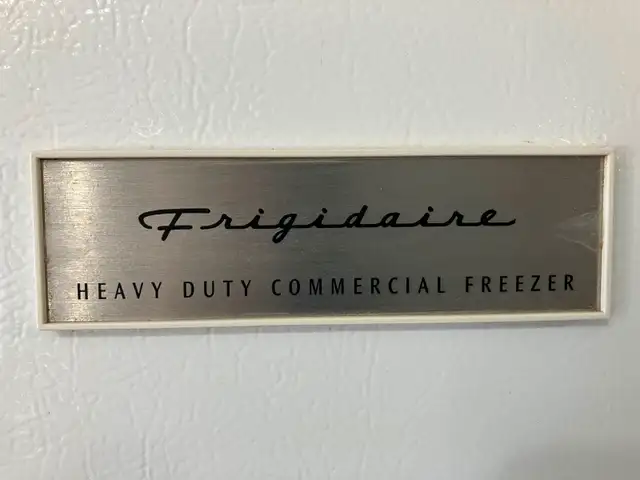 Frigidaire
HEAVY DUTY COMMERCIAL FREEZER